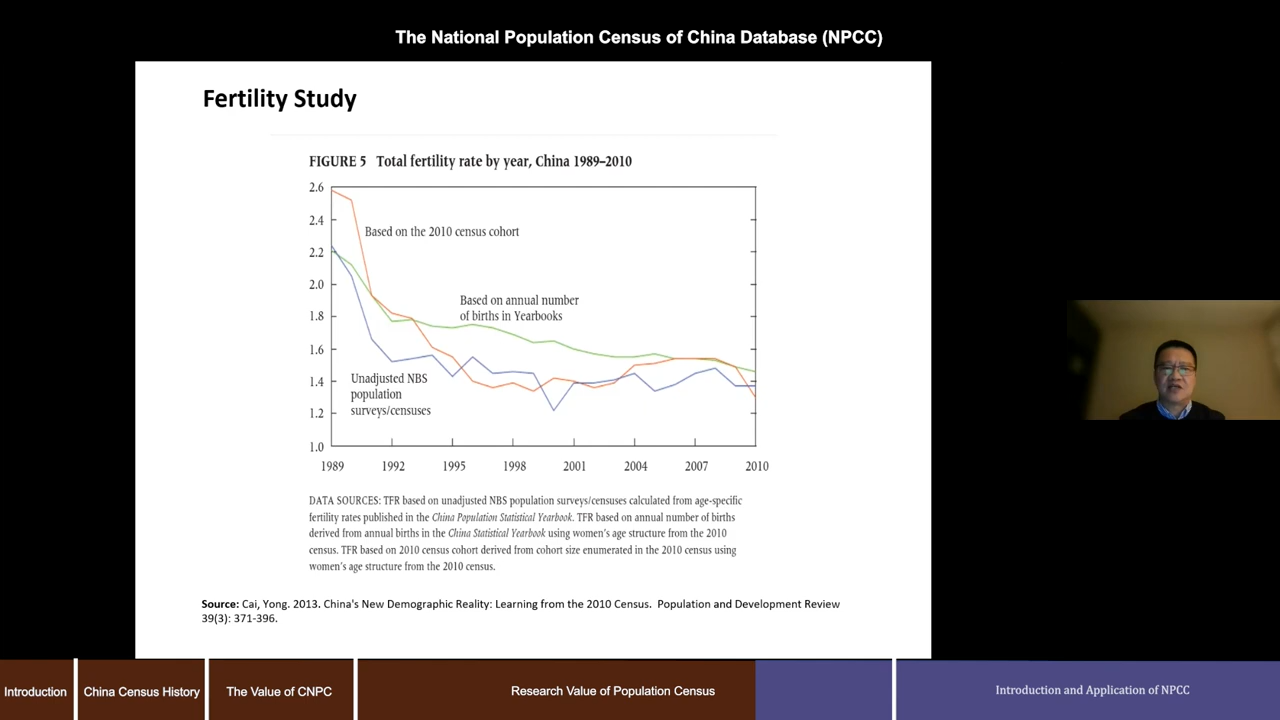 The National Population Census of China Database (NPCC)
Fertility Study
FIGURE 5 Total fertility rate by year, China 1989–2010
2.6
2.4
Based on the 2010 census cohort
2.2
2.0
Based on annual number
of births in Yearbooks
1.8
1.6
1.4
Unadjusted NBS
population
surveys/censuses
1.2
1.0
1989 1992 1995 1998 2001 2004 2007 2010
DATA SOURCES: TFR based on unadjusted NBS population surveys/censuses calculated from age-specific
fertility rates published in the China Population Statistical Yearbook. TFR based on annual number of births
derived from annual births in the China Statistical Yearbook using women's age structure from the 2010
census. TFR based on 2010 census cohort derived from cohort size enumerated in the 2010 census using
women's age structure from the 2010 census.
Source: Cai, Yong. 2013. China's New Demographic Reality: Learning from the 2010 Census. Population and Development Review
39(3): 371-396.
Introduction
China Census History
The Value of CNPC
Research Value of Population Census
Introduction and Application of NPCC